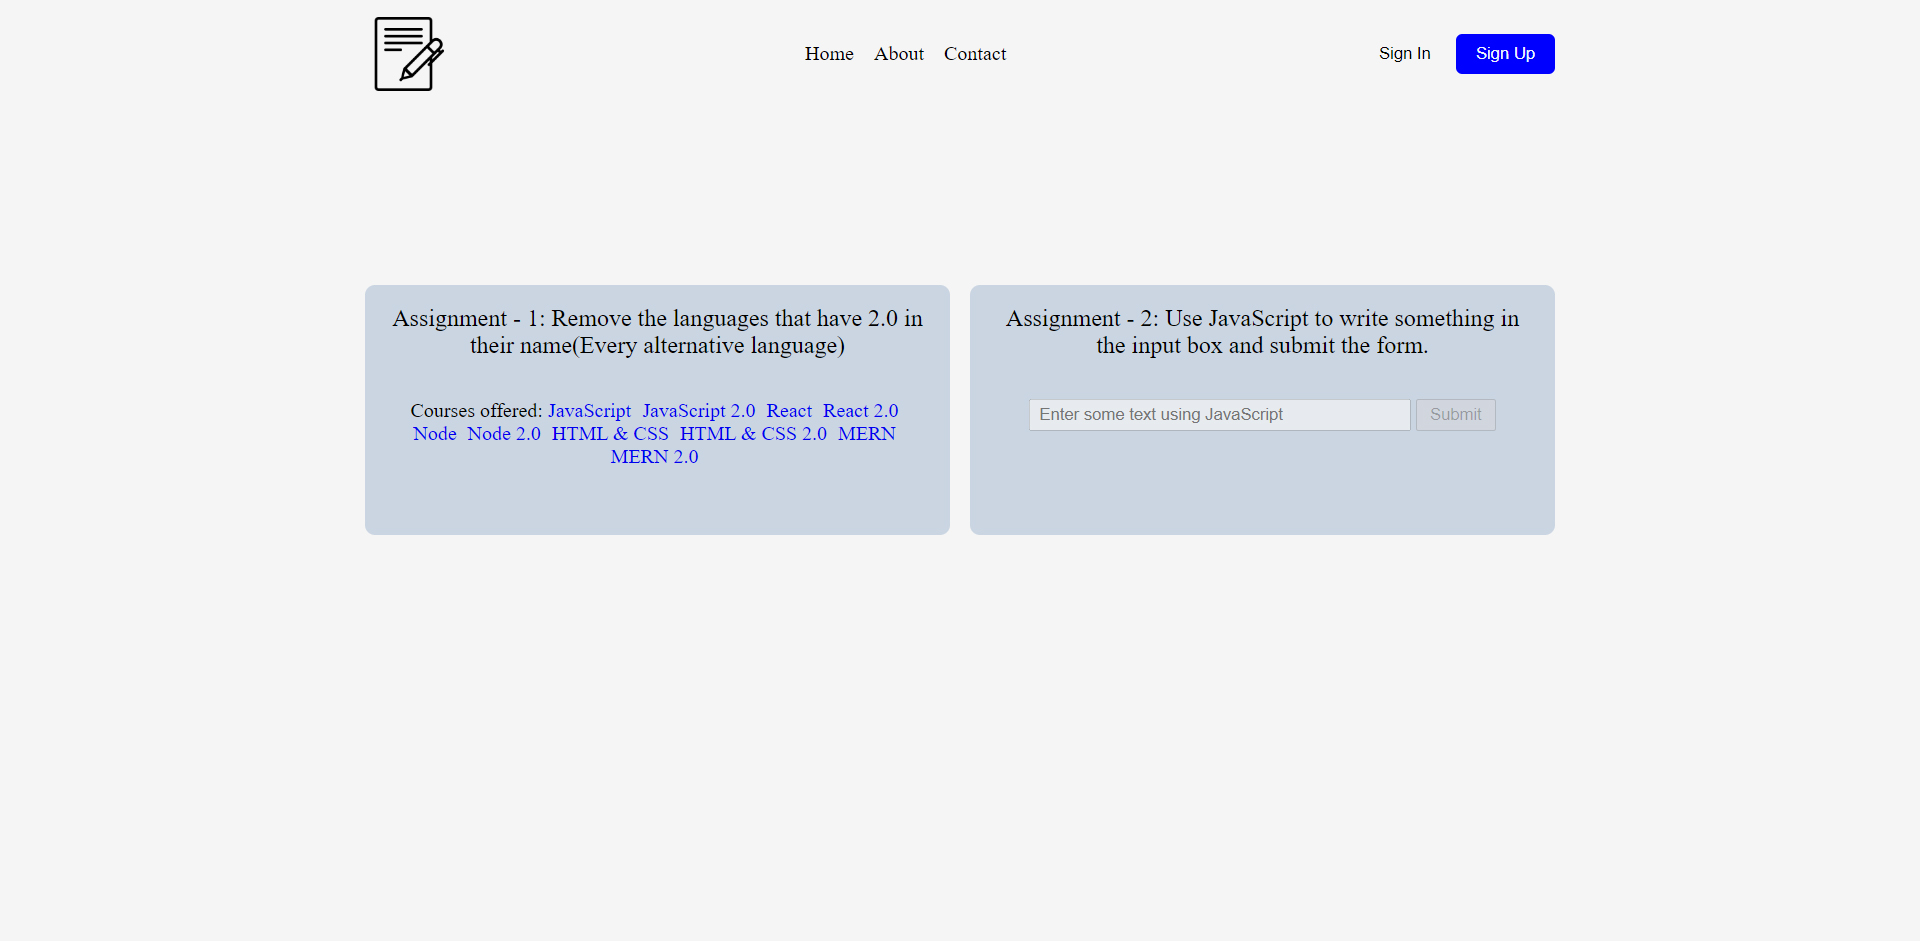 Home About Contact
Sign In Sign Up
Assignment - 1: Remove the languages that have 2.0 in
their name(Every alternative language)
Courses offered: JavaScript JavaScript 2.0 React React 2.0
Node Node 2.0 HTML & CSS HTML & CSS 2.0 MERN
MERN 2.0
Assignment - 2: Use JavaScript to write something in
the input box and submit the form.
Enter some text using JavaScript Submit